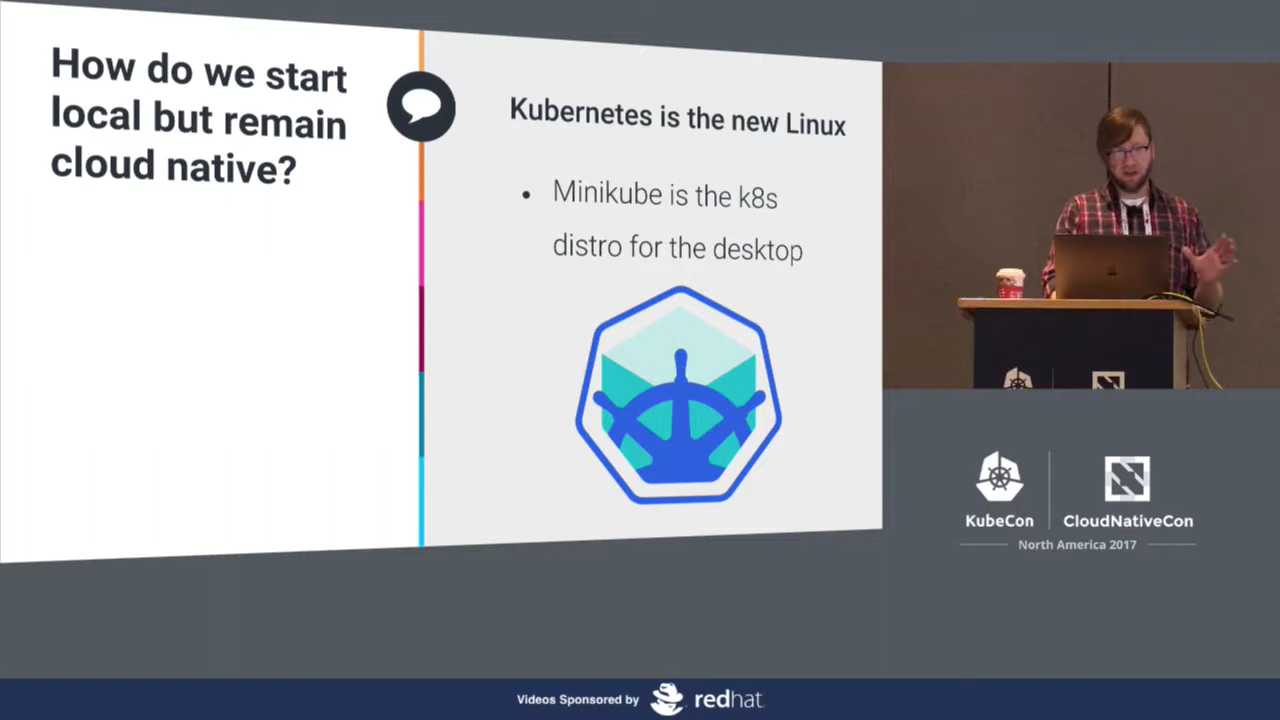 How do we start
local but remain
cloud native?
Kubernetes is the new Linux
• Minikube is the k8s
distro for the desktop
KubeCon
CloudNativeCon
North America 2017
Videos Sponsored by redhat.